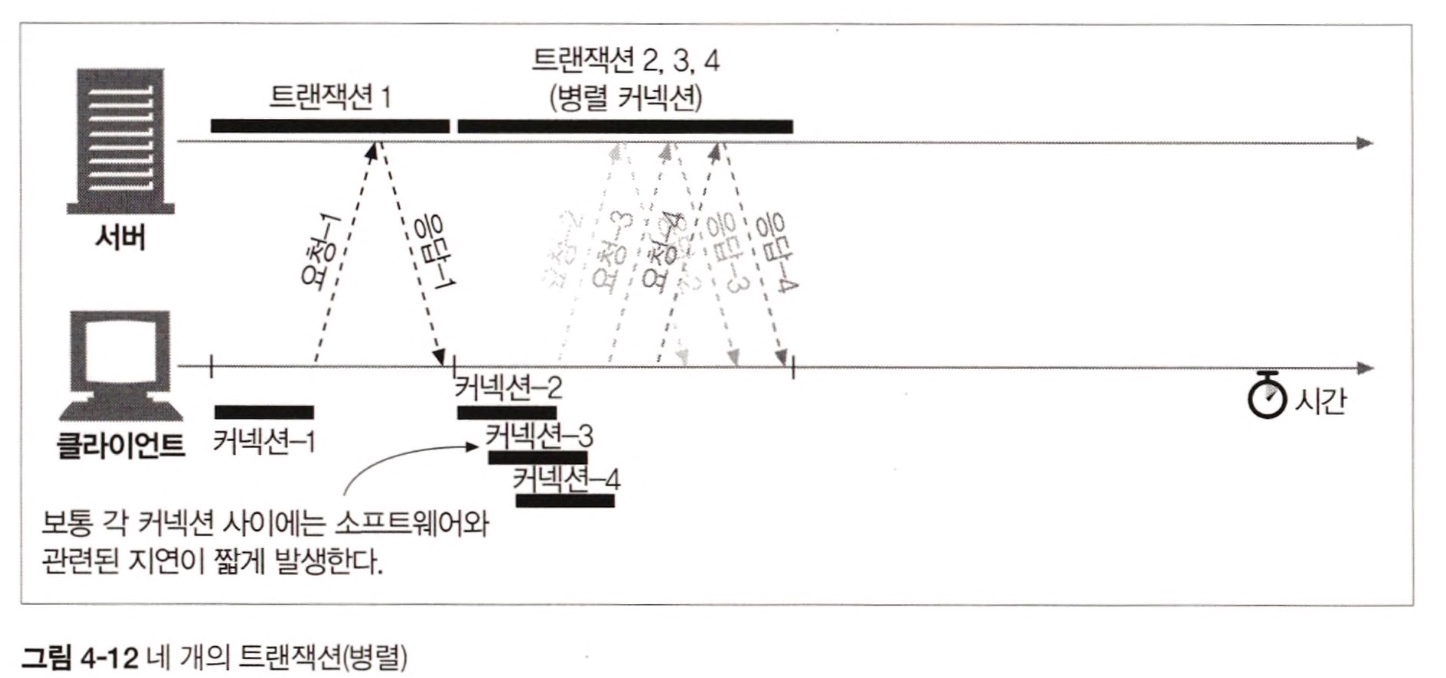 트랜잭션 2, 3, 4
트랜잭션 1
(병렬 커넥션)
서버
요청-1
응답-1
요청-2
요청-3
요청-4
응답-2
응답-3
응답-4
클라이언트
커넥션-1
커넥션-2
커넥션-3
커넥션-4
시간
보통 각 커넥션 사이에는 소프트웨어와
관련된 지연이 짧게 발생한다.
그림 4-12 네 개의 트랜잭션(병렬)